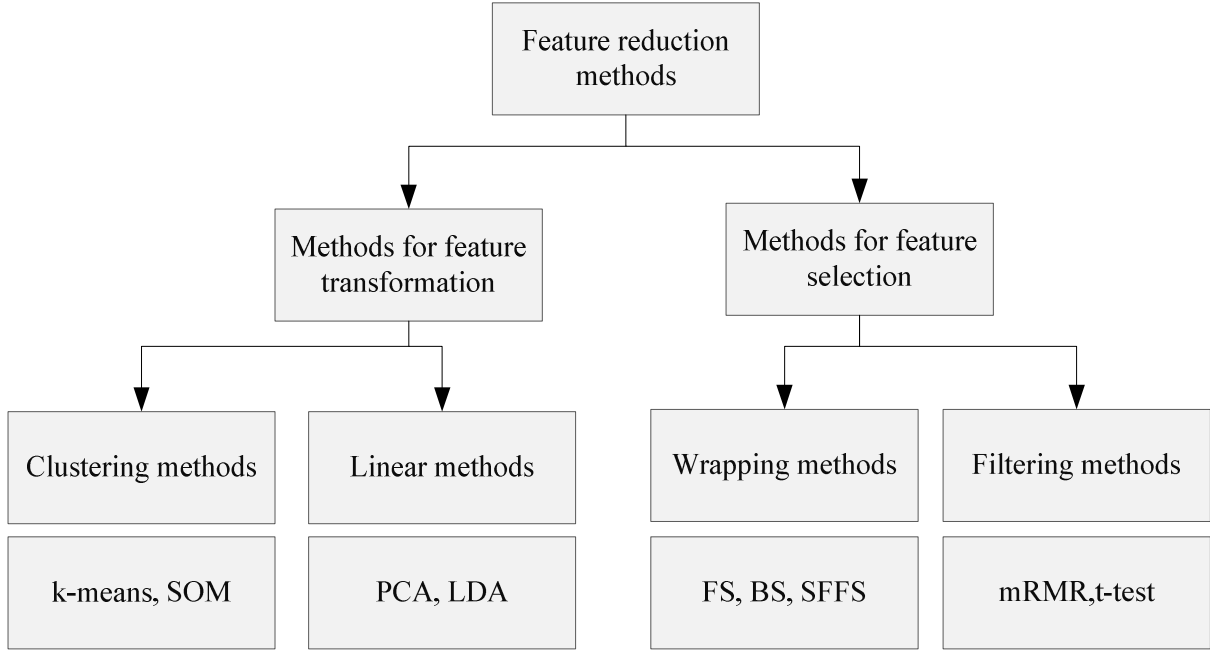 Feature reduction
methods
Methods for feature
transformation
Methods for feature
selection
Clustering methods
Linear methods
Wrapping methods
Filtering methods
k-means, SOM
PCA, LDA
FS, BS, SFFS
mRMR,t-test